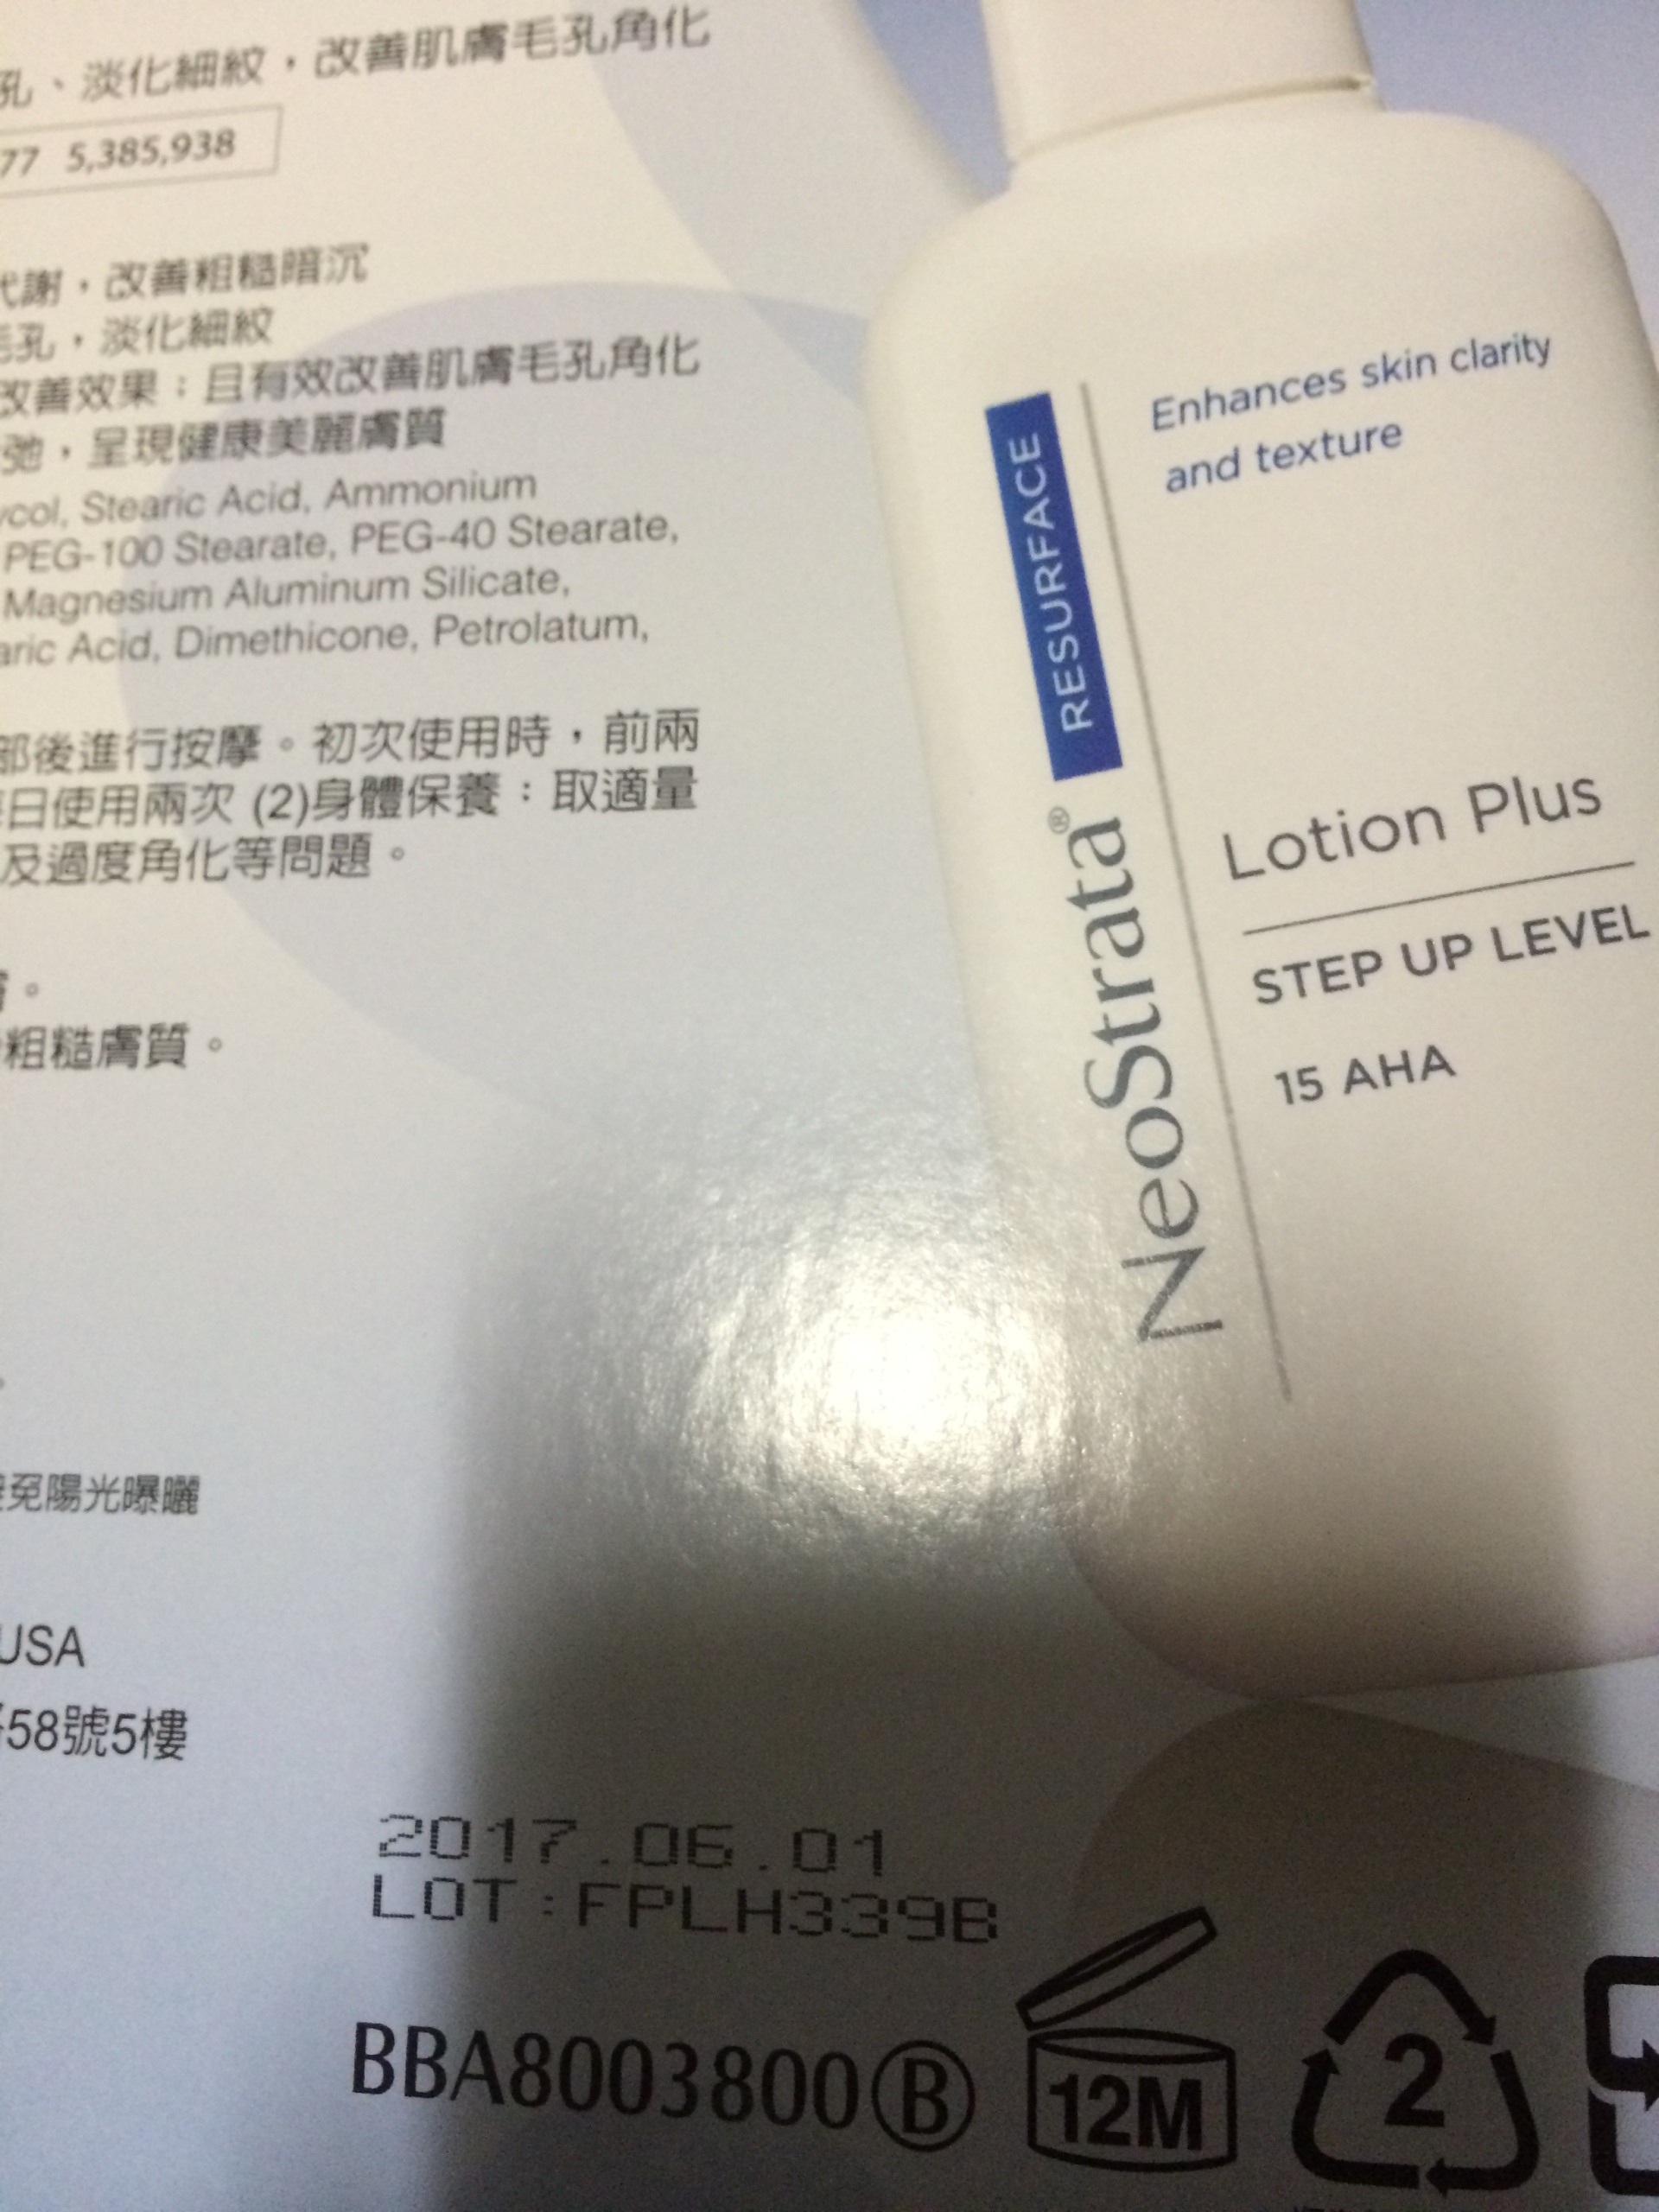 孔、淡化細紋，改善肌膚毛孔角化
77 5,385,938
代謝，改善粗糙暗沉
毛孔，淡化細紋
改善效果；且有效改善肌膚毛孔角化
弛，呈現健康美麗膚質
ycol, Stearic Acid, Ammonium
PEG-100 Stearate, PEG-40 Stearate,
Magnesium Aluminum Silicate,
aric Acid, Dimethicone, Petrolatum,
部後進行按摩。初次使用時，前兩
日使用兩次 (2)身體保養：取適量
及過度角化等問題。
。
粗糙膚質。
。
免陽光曝曬
USA
58號5樓
Enhances skin clarity
and texture
RESURFACE
NeoStrata®
Lotion Plus
STEP UP LEVEL
15 AHA
2017.06.01
LOT:FPLH339B
BBA8003800Ⓑ
12M
2